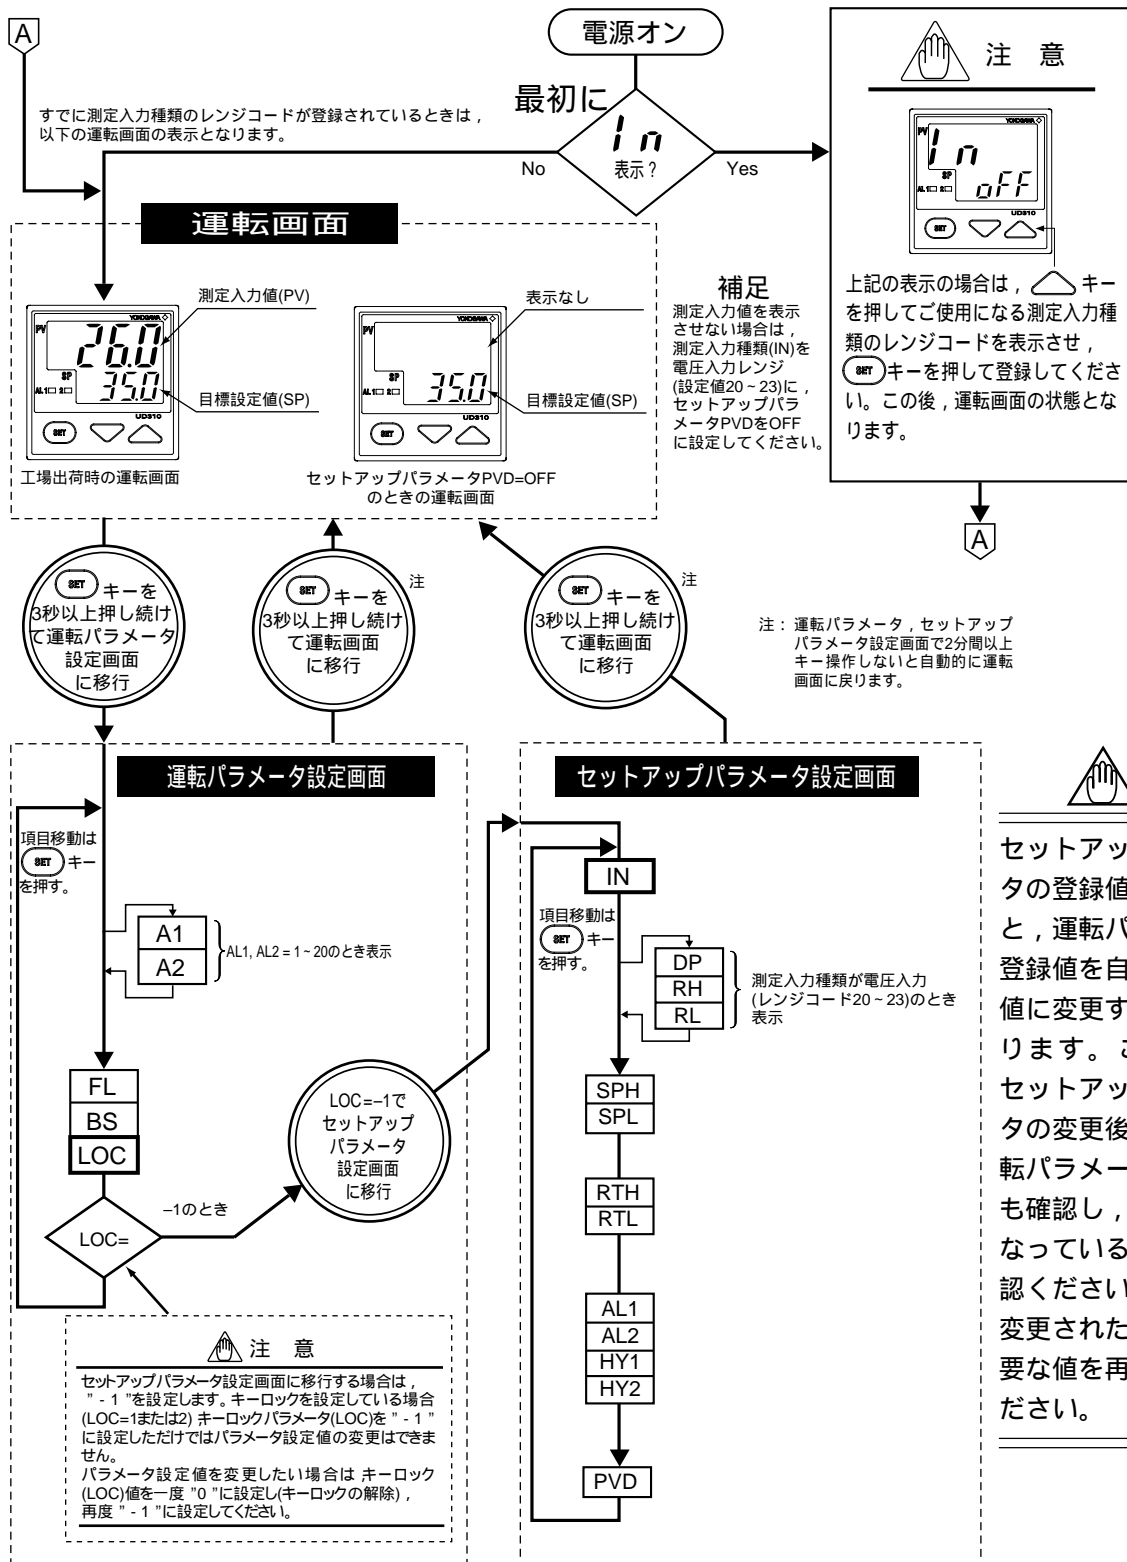 A
電源オン
最初に
In
表示？
No
Yes
すでに測定入力種類のレンジコードが登録されているときは，
以下の運転画面の表示となります。
注 意
YOKOGAWA
PV
In
SP
AL 1 2
oFF
UD310
SET
上記の表示の場合は， キー
を押してご使用になる測定入力種
類のレンジコードを表示させ，
SET キーを押して登録してくださ
い。この後，運転画面の状態とな
ります。
A
運転画面
YOKOGAWA
PV
26.0
SP
AL 1 2
35.0
UD310
SET
測定入力値(PV)
目標設定値(SP)
工場出荷時の運転画面
YOKOGAWA
PV
SP
AL 1 2
35.0
UD310
SET
表示なし
目標設定値(SP)
セットアップパラメータPVD=OFF
のときの運転画面
補足
測定入力値を表示
させない場合は，
測定入力種類(IN)を
電圧入力レンジ
(設定値20~23)に，
セットアップパラ
メータPVDをOFF
に設定してください。
SET キーを
3秒以上押し続け
て運転パラメータ
設定画面
に移行
SET キーを
3秒以上押し続け
て運転画面
に移行
注
SET キーを
3秒以上押し続け
て運転画面
に移行
注
注： 運転パラメータ，セットアップ
パラメータ設定画面で2分間以上
キー操作しないと自動的に運転
画面に戻ります。
運転パラメータ設定画面
項目移動は
SET キー
を押す。
A1
A2
AL1, AL2 = 1~20のとき表示
FL
BS
LOC
LOC=
–1のとき
LOC=–1で
セットアップ
パラメータ
設定画面
に移行
注 意
セットアップパラメータ設定画面に移行する場合は，
" - 1 "を設定します。キーロックを設定している場合
(LOC=1または2) キーロックパラメータ(LOC)を " - 1 "
に設定しただけではパラメータ設定値の変更はできま
せん。
パラメータ設定値を変更したい場合は キーロック
(LOC)値を一度 "0 "に設定し(キーロックの解除)，
再度 " - 1 "に設定してください。
セットアップパラメータ設定画面
IN
項目移動は
SET キー
を押す。
DP
RH
RL
測定入力種類が電圧入力
(レンジコード20~23)のとき
表示
SPH
SPL
RTH
RTL
AL1
AL2
HY1
HY2
PVD
セットアッ
タの登録値
と，運転パ
登録値を自
値に変更す
ります。こ
セットアッ
タの変更後
転パラメー
も確認し，
なっている
認ください
変更された
要な値を再
ださい。